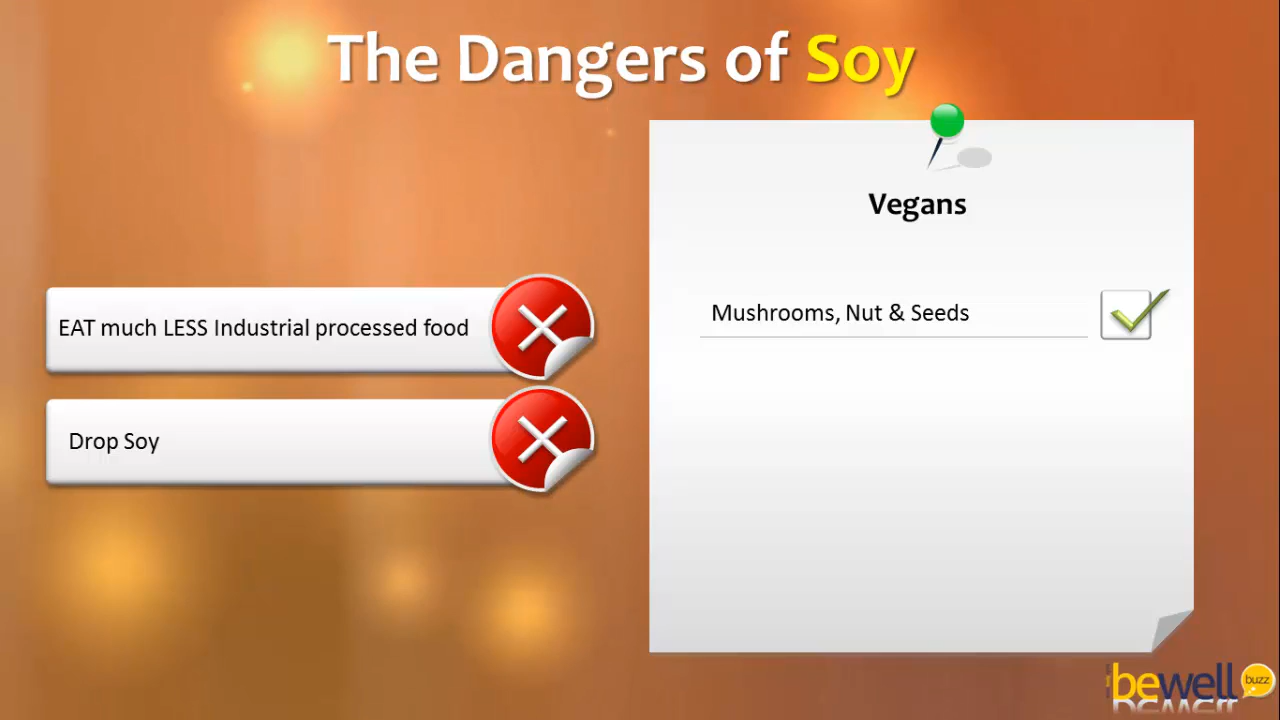 The Dangers of Soy
EAT much LESS Industrial processed food
Drop Soy
Vegans
Mushrooms, Nut & Seeds
bewell buzz